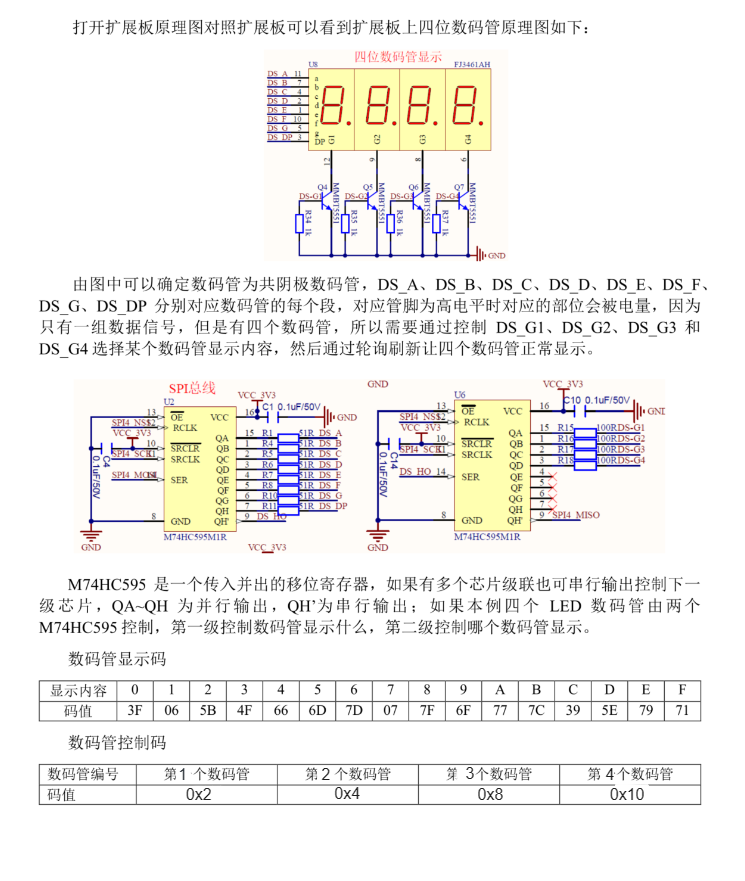 打开扩展板原理图对照扩展板可以看到扩展板上四位数码管原理图如下：
四位数码管显示
U8
FJ3461AH
DS_A 11 a
DS_B 7 b
DS_C 4 c
DS_D 2 d
DS_E 1 e
DS_F 10 f
DS_G 5 g
DS_DP 3 DP
G1 G2 G3 G4
12 9 8 6
Q4 Q5 Q6 Q7
DS-G1 DS-G2 DS-G3 DS-G4
MMBT5551 MMBT5551 MMBT5551 MMBT5551
R34 1k R35 1k R36 1k R37 1k
GND
由图中可以确定数码管为共阴极数码管，DS_A、DS_B、DS_C、DS_D、DS_E、DS_F、
DS_G、DS_DP 分别对应数码管的每个段，对应管脚为高电平时对应的部位会被电量，因为
只有一组数据信号，但是有四个数码管，所以需要通过控制 DS_G1、DS_G2、DS_G3 和
DS_G4 选择某个数码管显示内容，然后通过轮询刷新让四个数码管正常显示。
SPI总线
U2
VCC_3V3
C1 0.1uF/50V
GND
13 OE
SPI4_NSS 12 RCLK
VCC_3V3
10 SRCLR
SPI4_SCK 11 SRCLK
SPI4_MOSI 14 SER
C4
0.1uF/50V
8 GND
VCC 16
QA 15 R1 51R DS_A
QB 1 R4 51R DS_B
QC 2 R5 51R DS_C
QD 3 R6 51R DS_D
QE 4 R7 51R DS_E
QF 5 R8 51R DS_F
QG 6 R10 51R DS_G
QH 7 R11 51R DS_DP
QH' 9 DS_HO
M74HC595M1R
GND
VCC_3V3
GND
U6
VCC_3V3
C10 0.1uF/50V
GND
13 OE
SPI4_NSS 12 RCLK
VCC_3V3
10 SRCLR
SPI4_SCK 11 SRCLK
DS_HO 14 SER
C14
0.1uF/50V
8 GND
VCC 16
QA 15 R15 100R DS-G1
QB 1 R16 100R DS-G2
QC 2 R17 100R DS-G3
QD 3 R18 100R DS-G4
QE 4
QF 5
QG 6
QH 7
QH' 9 SPI4_MISO
M74HC595M1R
GND
M74HC595 是一个传入并出的移位寄存器，如果有多个芯片级联也可串行输出控制下一
级芯片，QA~QH 为并行输出，QH’为串行输出；如果本例四个 LED 数码管由两个
M74HC595 控制，第一级控制数码管显示什么，第二级控制哪个数码管显示。
数码管显示码
显示内容 0 1 2 3 4 5 6 7 8 9 A B C D E F
码值 3F 06 5B 4F 66 6D 7D 07 7F 6F 77 7C 39 5E 79 71
数码管控制码
数码管编号 第1个数码管 第2个数码管 第3个数码管 第4个数码管
码值 0x2 0x4 0x8 0x10